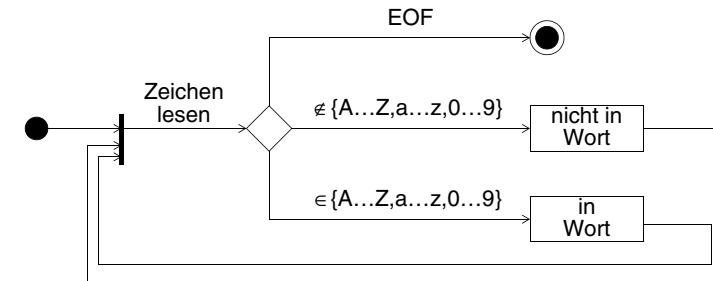 EOF
Zeichen
lesen
∉{A…Z,a…z,0…9}
nicht in
Wort
∈{A…Z,a…z,0…9}
in
Wort